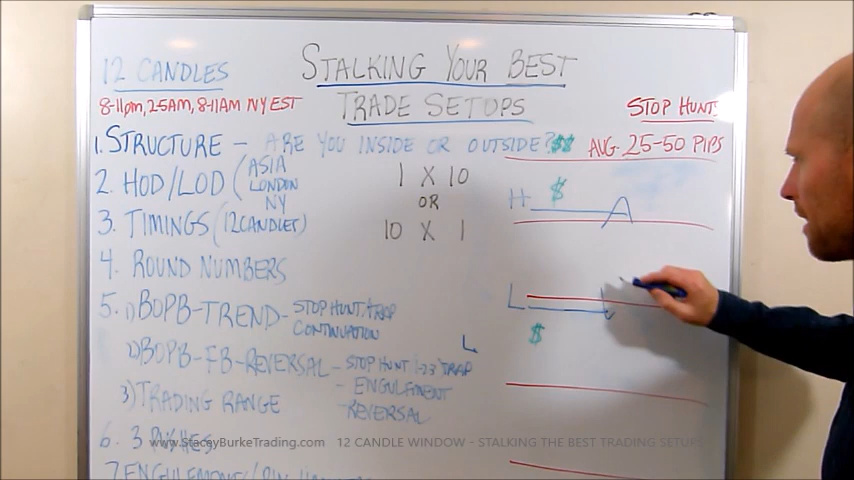 12 CANDLES
8-11pm, 2-5AM, 8-11AM NY EST
STALKING YOUR BEST
TRADE SETUPS
STOP HUNT
AVG. 25-50 PIPS
1. STRUCTURE - ARE YOU INSIDE OR OUTSIDE? $$
2. HOD/LOD (ASIA
LONDON
NY
3. TIMINGS (12 CANDLES)
4. ROUND NUMBERS
5. 1) BOPB-TREND- STOP HUNT/TRAP
CONTINUATION
2) BOPB-FB-REVERSAL - STOP HUNT 1-2-3 TRAP
- ENGULFMENT
- REVERSAL
3) TRADING RANGE
6. 3 PUSHES
7. ENGULFMENT/PIN
1 X 10
OR
10 X 1
H $
L
$
L
www.StaceyBurkeTrading.com 12 CANDLE WINDOW - STALKING THE BEST TRADING SETUPS